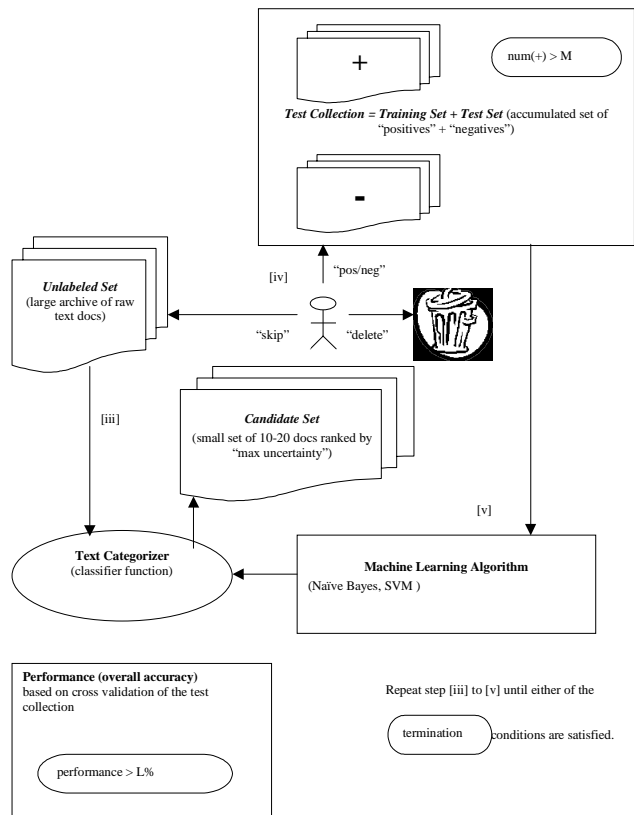 +
num(+) > M
Test Collection = Training Set + Test Set (accumulated set of
“positives” + “negatives”)
-
[iv]
“pos/neg”
Unlabeled Set
(large archive of raw
text docs)
“skip”
“delete”
[iii]
Candidate Set
(small set of 10-20 docs ranked by
“max uncertainty”)
[v]
Text Categorizer
(classifier function)
Machine Learning Algorithm
(Naïve Bayes, SVM )
Performance (overall accuracy)
based on cross validation of the test
collection
performance > L%
Repeat step [iii] to [v] until either of the
termination conditions are satisfied.